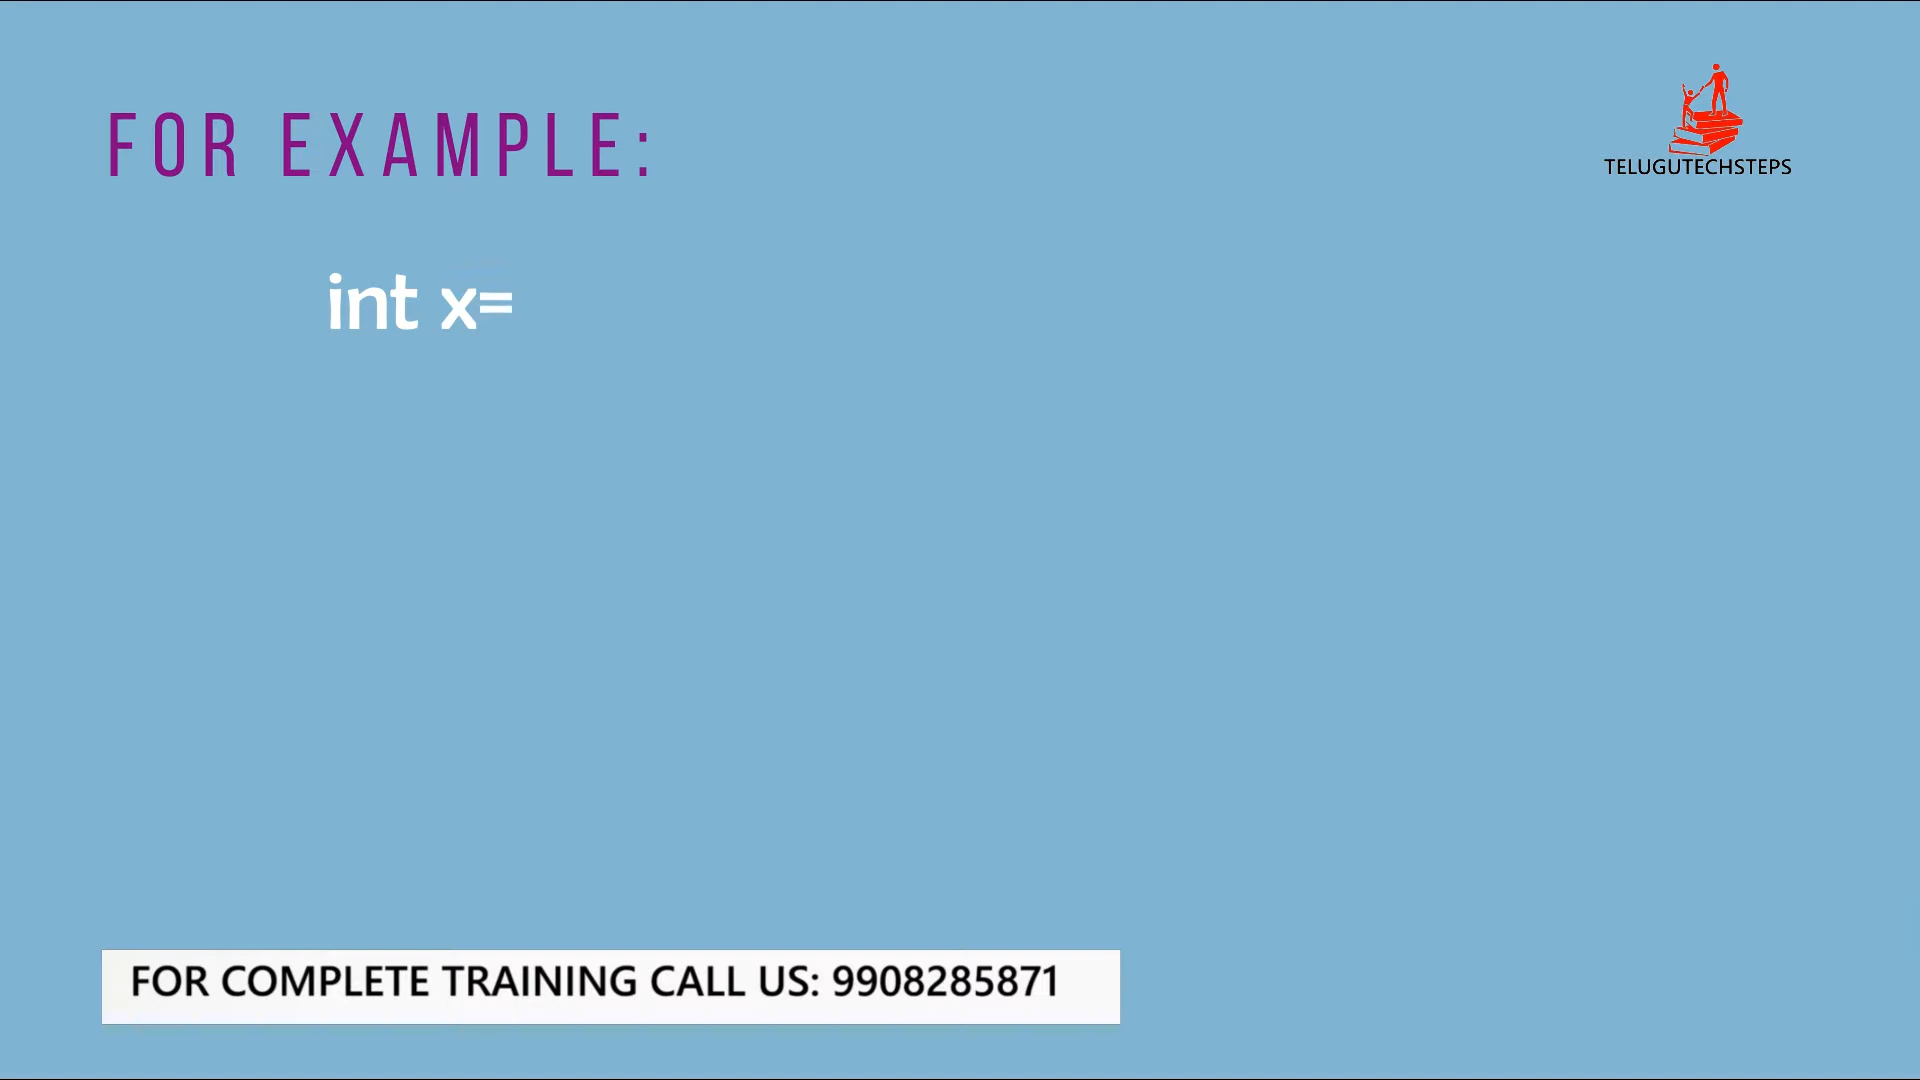 FOR EXAMPLE:
TELUGUTECHSTEPS
int x=
FOR COMPLETE TRAINING CALL US: 9908285871